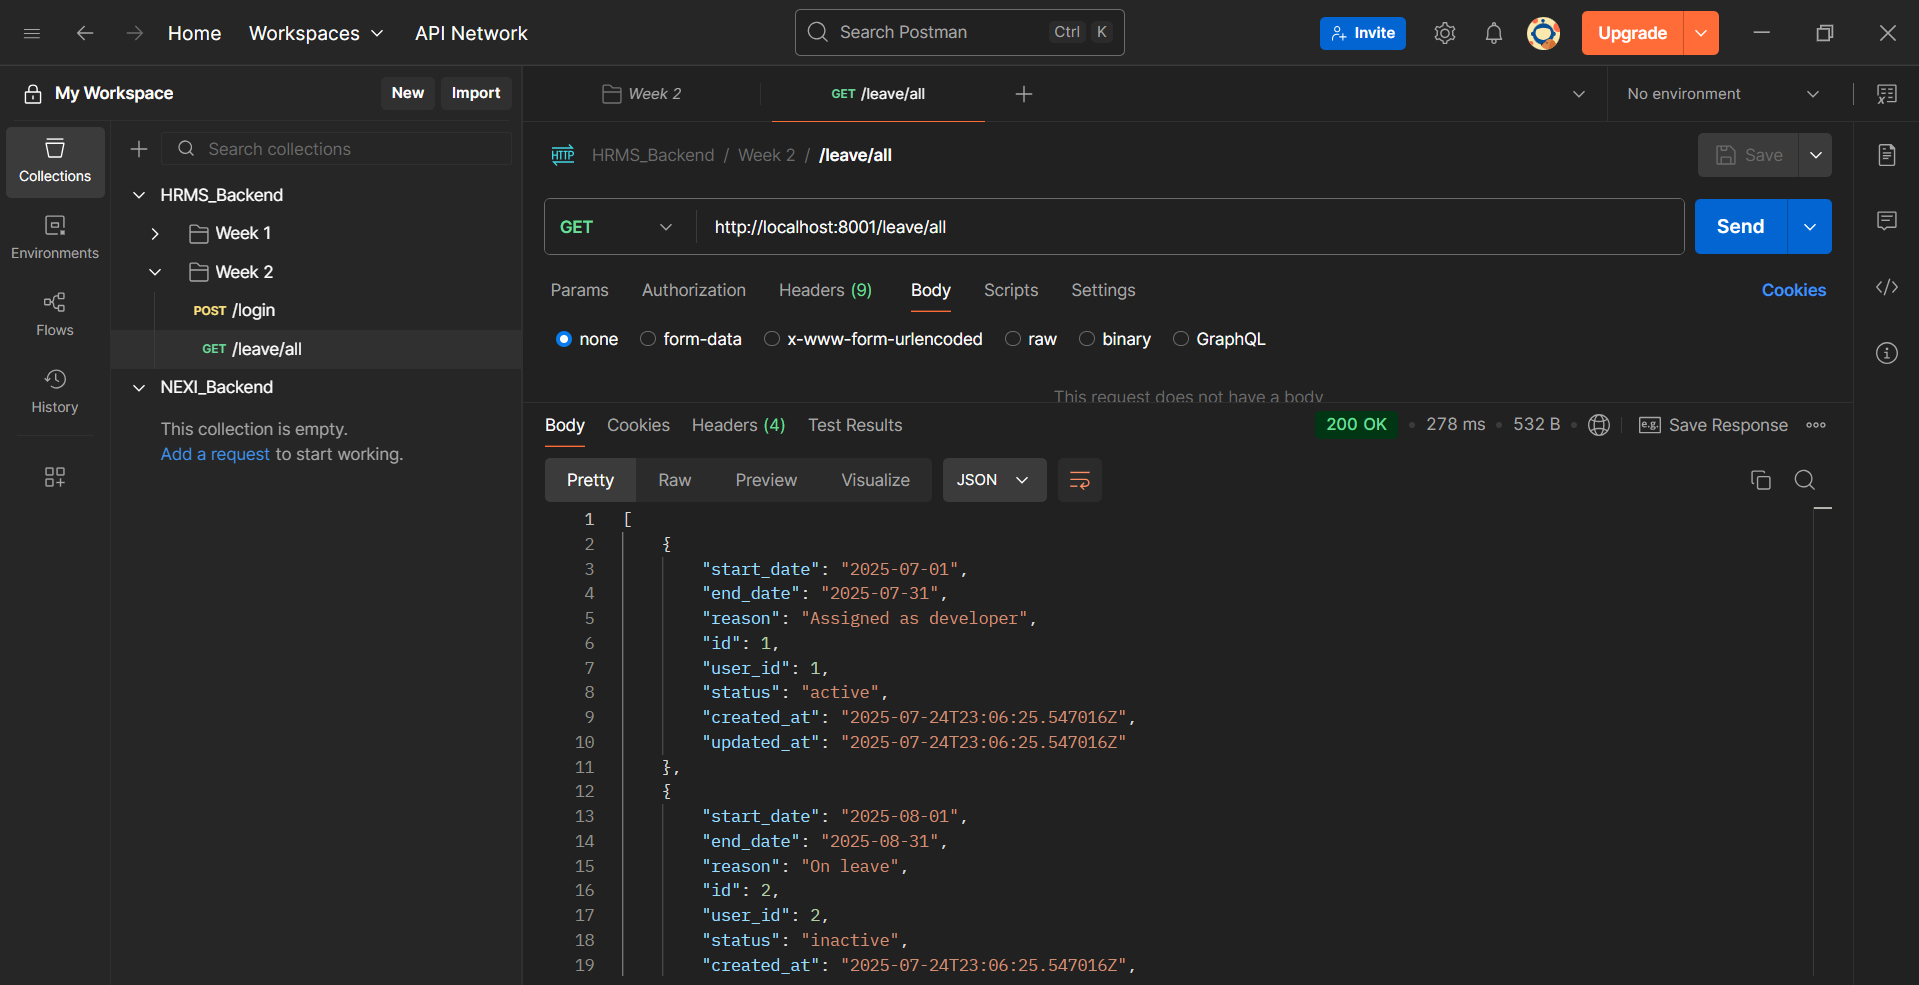 Home Workspaces API Network Search Postman Ctrl K Invite Upgrade
My Workspace New Import Week 2 GET /leave/all No environment
Search collections HRMS_Backend / Week 2 / /leave/all Save
Collections
Environments
Flows
History
HRMS_Backend
Week 1
Week 2
POST /login
GET /leave/all
NEXI_Backend
This collection is empty.
Add a request to start working.
GET http://localhost:8001/leave/all Send
Params Authorization Headers (9) Body Scripts Settings Cookies
none form-data x-www-form-urlencoded raw binary GraphQL
This request does not have a body
Body Cookies Headers (4) Test Results 200 OK 278 ms 532 B e.g. Save Response
Pretty Raw Preview Visualize JSON
1 [
2 {
3 "start_date": "2025-07-01",
4 "end_date": "2025-07-31",
5 "reason": "Assigned as developer",
6 "id": 1,
7 "user_id": 1,
8 "status": "active",
9 "created_at": "2025-07-24T23:06:25.547016Z",
10 "updated_at": "2025-07-24T23:06:25.547016Z"
11 },
12 {
13 "start_date": "2025-08-01",
14 "end_date": "2025-08-31",
15 "reason": "On leave",
16 "id": 2,
17 "user_id": 2,
18 "status": "inactive",
19 "created_at": "2025-07-24T23:06:25.547016Z",